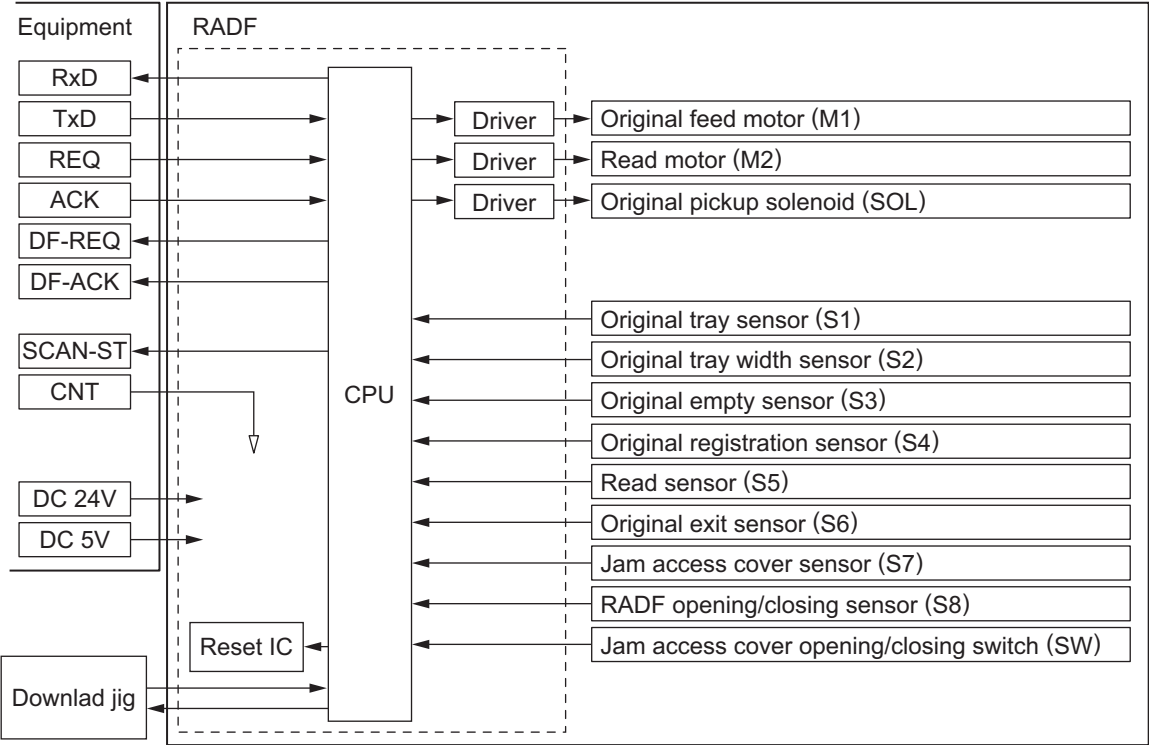 Equipment
RADF
RxD
TxD
REQ
ACK
DF-REQ
DF-ACK
SCAN-ST
CNT
DC 24V
DC 5V
Reset IC
Downlad jig
CPU
Driver
Original feed motor (M1)
Driver
Read motor (M2)
Driver
Original pickup solenoid (SOL)
Original tray sensor (S1)
Original tray width sensor (S2)
Original empty sensor (S3)
Original registration sensor (S4)
Read sensor (S5)
Original exit sensor (S6)
Jam access cover sensor (S7)
RADF opening/closing sensor (S8)
Jam access cover opening/closing switch (SW)